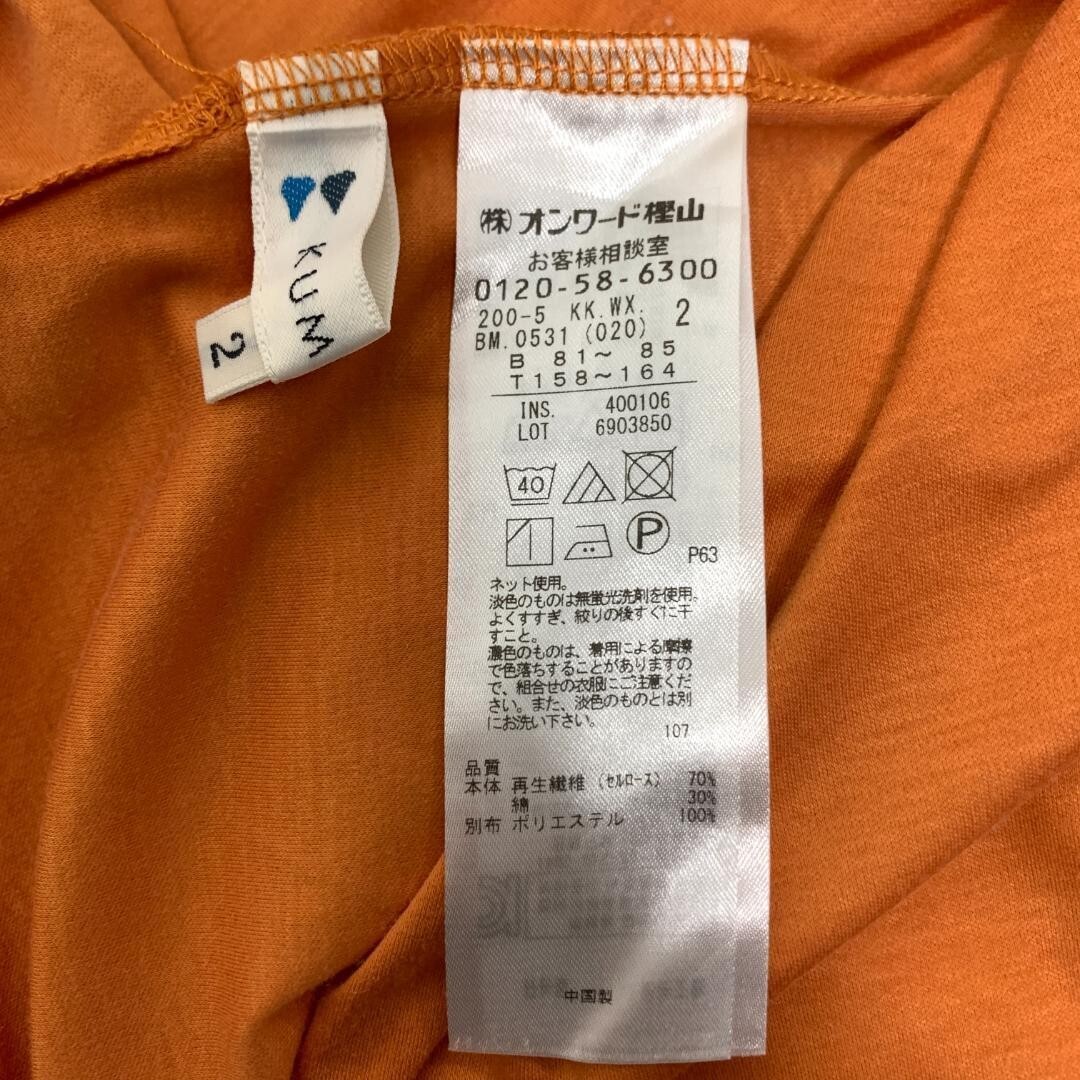 KUM
2
(株)オンワード樫山
お客様相談室
0120-58-6300
200-5 KK.WX. 2
BM.0531 (020)
B 81~ 85
T158~164
INS. 400106
LOT 6903850
40
P
P63
ネット使用。
淡色のものは無蛍光洗剤を使用。
よくすすぎ、絞りの後すぐに干
すこと。
濃色のものは、着用による摩擦
で色落ちすることがありますの
で、組合せの衣服にご注意くだ
さい。また、淡色のものとは別
にお洗い下さい。
107
品質
本体 再生繊維 (セルロース) 70%
綿 30%
別布 ポリエステル 100%
中国製